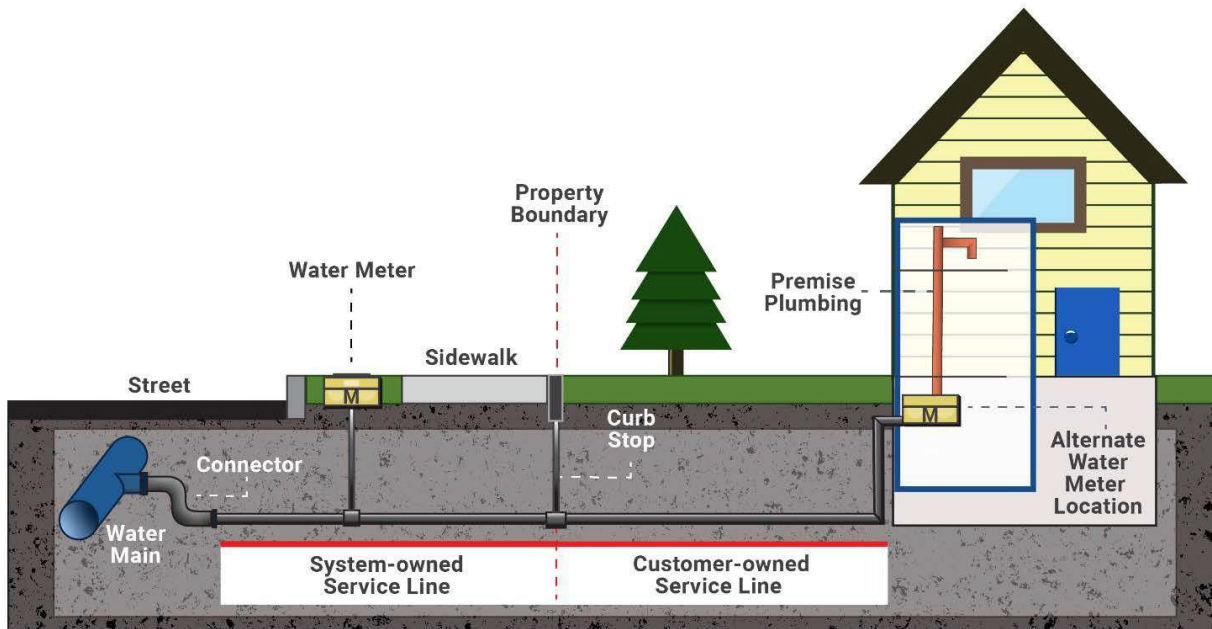 Property
Boundary
Water Meter
Premise
Plumbing
Street
Sidewalk
M
Curb
Stop
M
Connector
Alternate
Water
Meter
Location
Water
Main
System-owned
Service Line
Customer-owned
Service Line